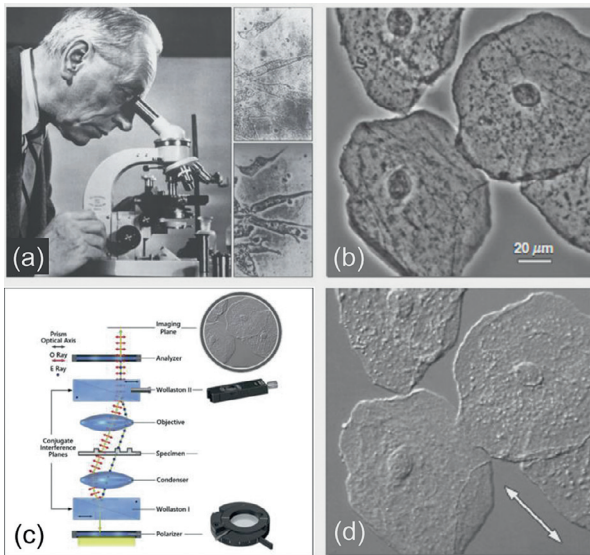 (a)
(b)
20 µm
Imaging
Plane
Prism
Optical Axis
O Ray
E Ray
Analyzer
Wollaston II
Objective
Conjugate
Interference
Planes
Specimen
Condenser
Wollaston I
Polarizer
(c)
(d)